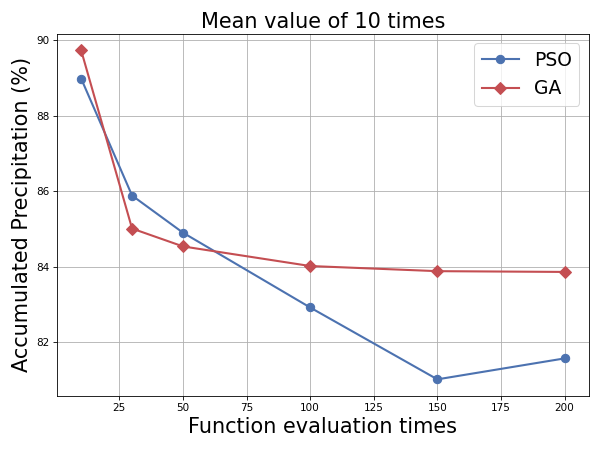 Mean value of 10 times
Accumulated Precipitation (%)
90
88
86
84
82
PSO
GA
25
50
75
100
125
150
175
200
Function evaluation times